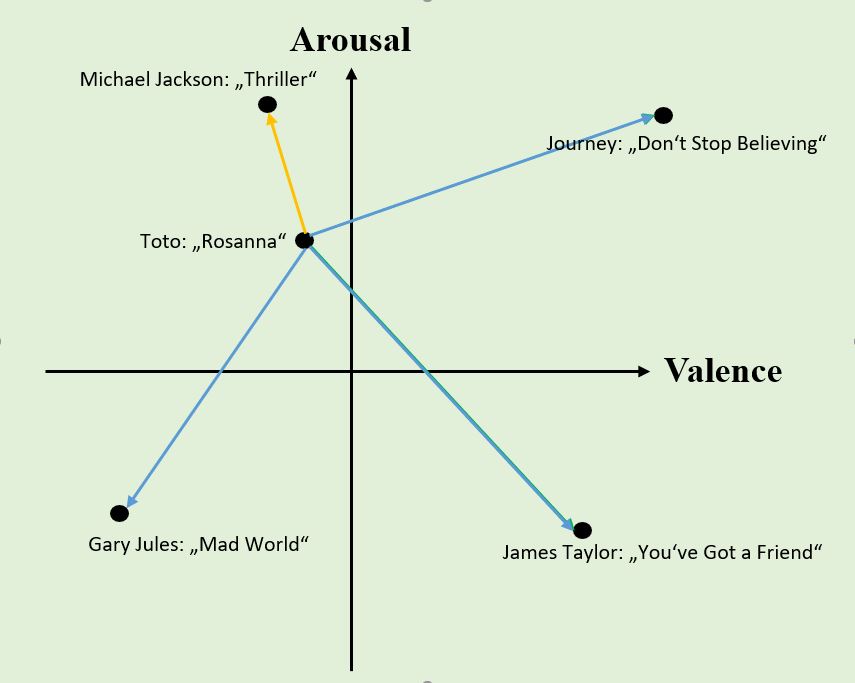 Arousal
Michael Jackson: „Thriller“
Journey: „Don‘t Stop Believing“
Toto: „Rosanna“
Valence
Gary Jules: „Mad World“
James Taylor: „You‘ve Got a Friend“